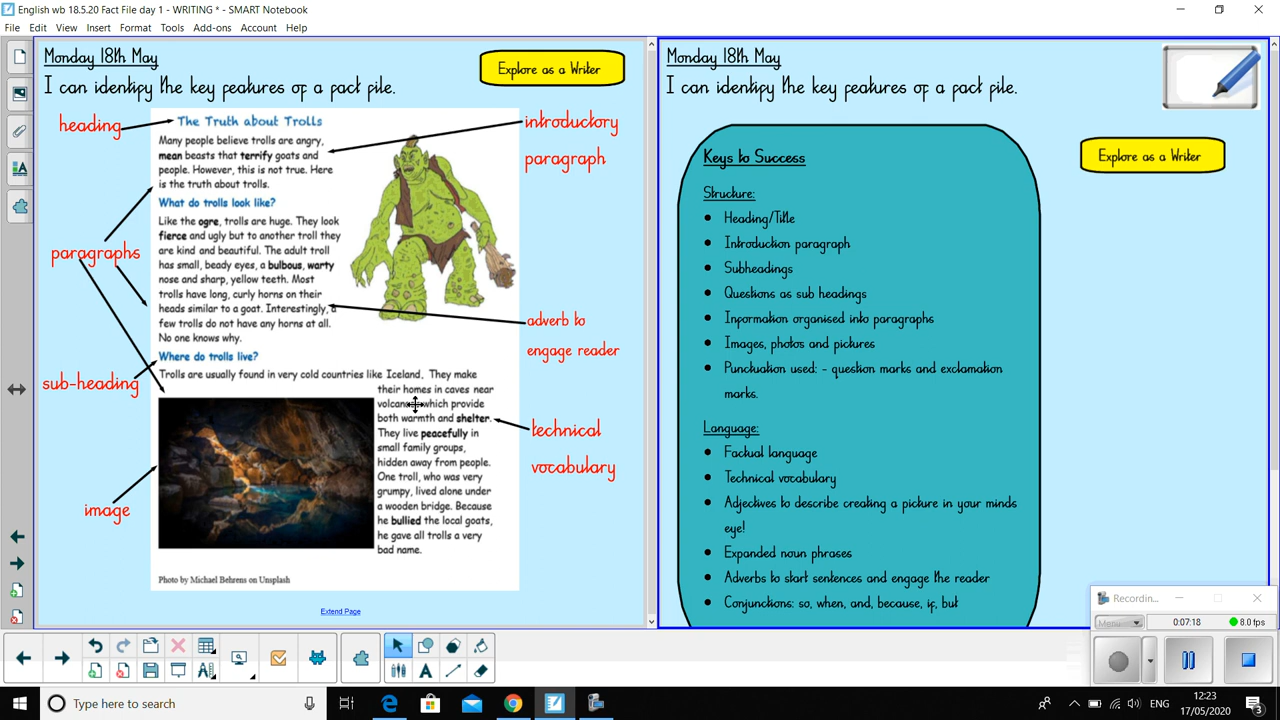 English wb 18.5.20 Fact File day 1 - WRITING * - SMART Notebook
File Edit View Insert Format Tools Add-ons Account Help
Monday 18th May
Explore as a Writer
I can identify the key features of a fact file.
heading
The Truth about Trolls
introductory
paragraph
Many people believe trolls are angry,
mean beasts that terrify goats and
people. However, this is not true. Here
is the truth about trolls.
What do trolls look like?
Like the ogre, trolls are huge. They look
fierce and ugly but to another troll they
are kind and beautiful. The adult troll
has small, beady eyes, a bulbous, warty
nose and sharp, yellow teeth. Most
trolls have long, curly horns on their
heads similar to a goat. Interestingly, a
few trolls do not have any horns at all.
No one knows why.
paragraphs
adverb to
engage reader
Where do trolls live?
sub-heading
Trolls are usually found in very cold countries like Iceland. They make
their homes in caves near
volcanoes which provide
both warmth and shelter.
They live peacefully in
small family groups,
hidden away from people.
One troll, who was very
grumpy, lived alone under
a wooden bridge. Because
he bullied the local goats,
he gave all trolls a very
bad name.
technical
vocabulary
image
Photo by Michael Behrens on Unsplash
Extend Page
Monday 18th May
I can identify the key features of a fact file.
Explore as a Writer
Keys to Success
Structure:
• Heading/Title
• Introduction paragraph
• Subheadings
• Questions as sub headings
• Information organised into paragraphs
• Images, photos and pictures
• Punctuation used: - question marks and exclamation
marks.
Language:
• Factual language
• Technical vocabulary
• Adjectives to describe creating a picture in your minds
eye!
• Expanded noun phrases
• Adverbs to start sentences and engage the reader
• Conjunctions: so, when, and, because, if, but
Recordin...
Menu
0:07:18
8.0 fps
Type here to search
ENG
12:23
17/05/2020
3